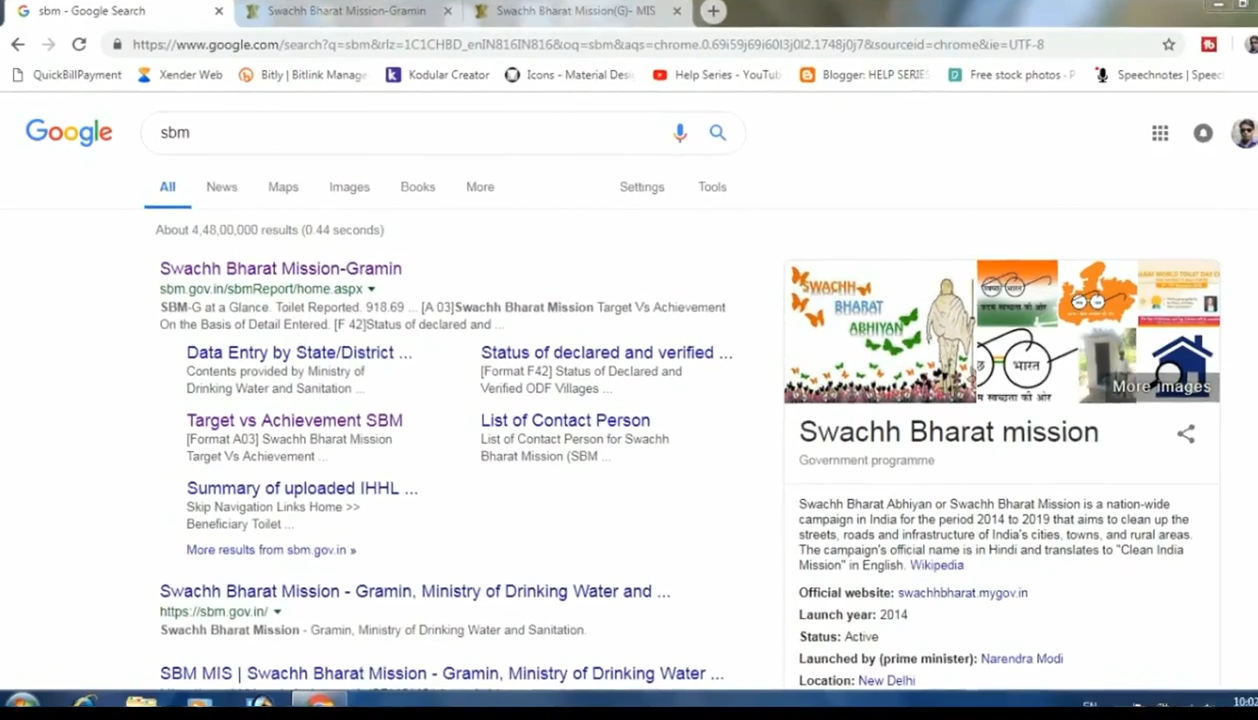 sbm - Google Search
Swachh Bharat Mission-Gramin
Swachh Bharat Mission(G)- MIS
https://www.google.com/search?q=sbm&rlz=1C1CHBD_enIN816IN816&oq=sbm&aqs=chrome.0.69i59j69i60l3j0l2.1748j0j7&sourceid=chrome&ie=UTF-8
QuickBillPayment
Xender Web
Bitly | Bitlink Manage
Kodular Creator
Icons - Material Desi
Help Series - YouTub
Blogger: HELP SERIES
Free stock photos - P
Speechnotes | Speec
Google
sbm
All
News
Maps
Images
Books
More
Settings
Tools
About 4,48,00,000 results (0.44 seconds)
Swachh Bharat Mission-Gramin
sbm.gov.in/sbmReport/home.aspx
SBM-G at a Glance. Toilet Reported. 918.69 ... [A 03]Swachh Bharat Mission Target Vs Achievement
On the Basis of Detail Entered. [F 42]Status of declared and ...
Data Entry by State/District ...
Contents provided by Ministry of
Drinking Water and Sanitation ...
Status of declared and verified ...
[Format F42] Status of Declared and
Verified ODF Villages ...
Target vs Achievement SBM
[Format A03] Swachh Bharat Mission
Target Vs Achievement ...
List of Contact Person
List of Contact Person for Swachh
Bharat Mission (SBM ...
Summary of uploaded IHHL ...
Skip Navigation Links Home >>
Beneficiary Toilet ...
More results from sbm.gov.in »
Swachh Bharat Mission - Gramin, Ministry of Drinking Water and ...
https://sbm.gov.in/
Swachh Bharat Mission - Gramin, Ministry of Drinking Water and Sanitation.
SBM MIS | Swachh Bharat Mission - Gramin, Ministry of Drinking Water ...
SWACHH
BHARAT
ABHIYAN
भारत
More images
Swachh Bharat mission
Government programme
Swachh Bharat Abhiyan or Swachh Bharat Mission is a nation-wide
campaign in India for the period 2014 to 2019 that aims to clean up the
streets, roads and infrastructure of India's cities, towns, and rural areas.
The campaign's official name is in Hindi and translates to "Clean India
Mission" in English. Wikipedia
Official website: swachhbharat.mygov.in
Launch year: 2014
Status: Active
Launched by (prime minister): Narendra Modi
Location: New Delhi